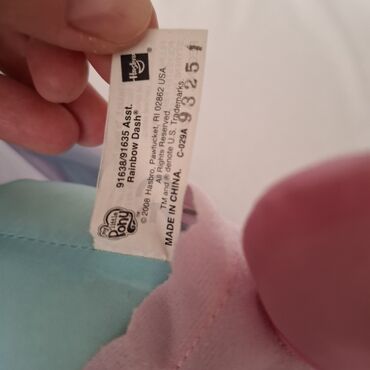 Hasbro
91638/91635 Asst.
Rainbow Dash®
my Little Pony
© 2008 Hasbro, Pawtucket, RI 02862 USA.
All Rights Reserved.
TM and ® denote U.S. Trademarks.
MADE IN CHINA. C-029A
93251